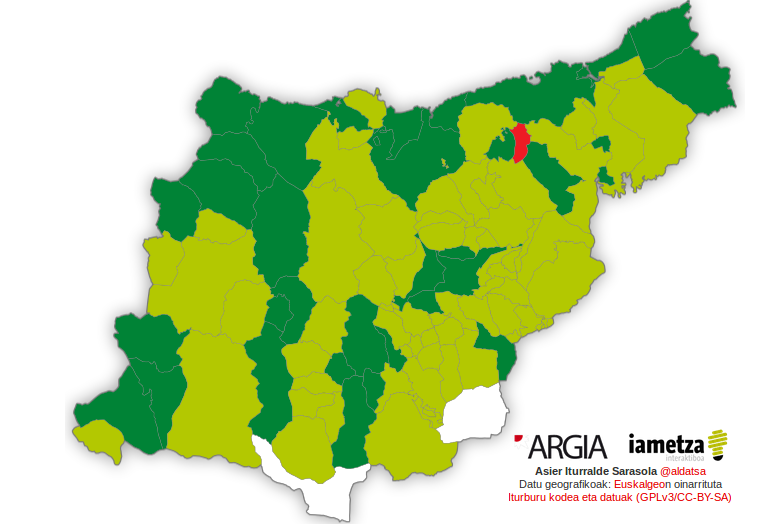 ARGIA
iametza
interaktiboa
Asier Iturralde Sarasola @aldatsa
Datu geografikoak: Euskalgeon oinarrituta
Iturburu kodea eta datuak (GPLv3/CC-BY-SA)